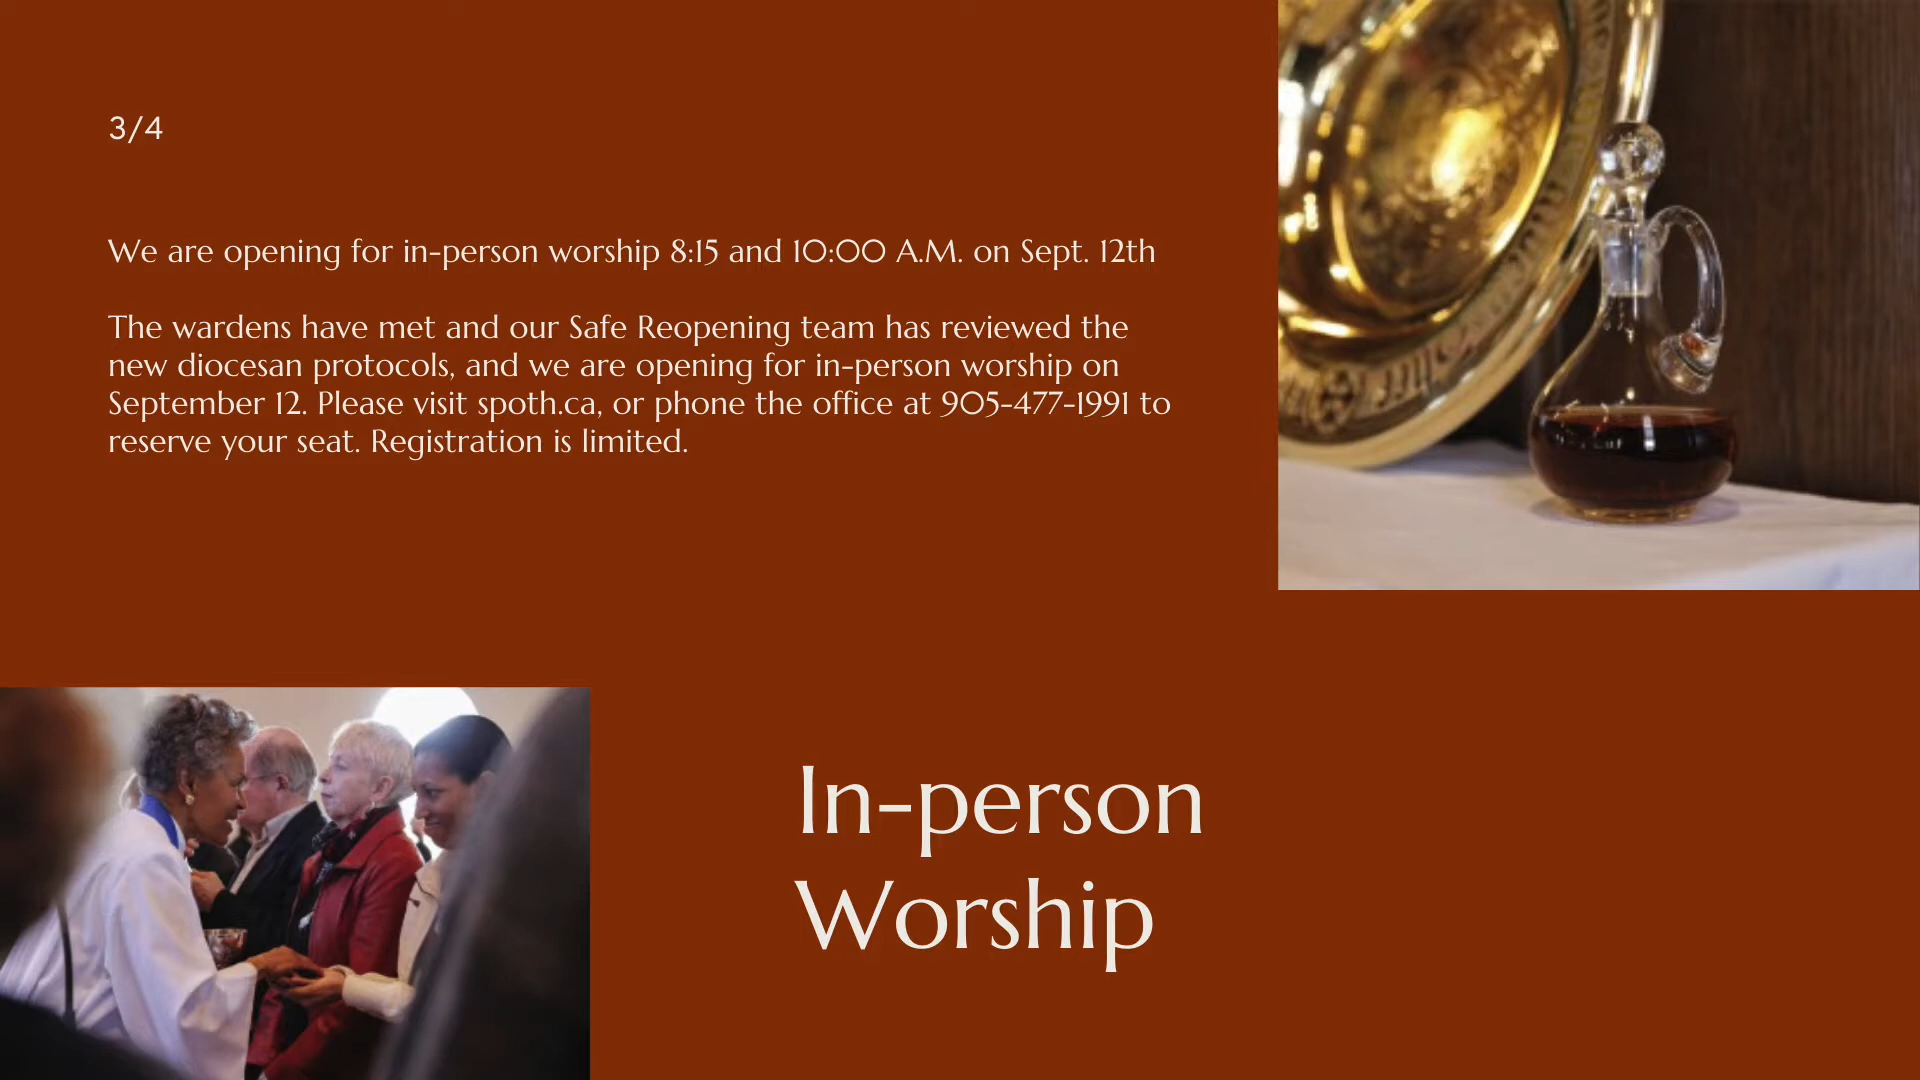 3/4
We are opening for in-person worship 8:15 and 10:00 A.M. on Sept. 12th
The wardens have met and our Safe Reopening team has reviewed the
new diocesan protocols, and we are opening for in-person worship on
September 12. Please visit spoth.ca, or phone the office at 905-477-1991 to
reserve your seat. Registration is limited.
In-person
Worship